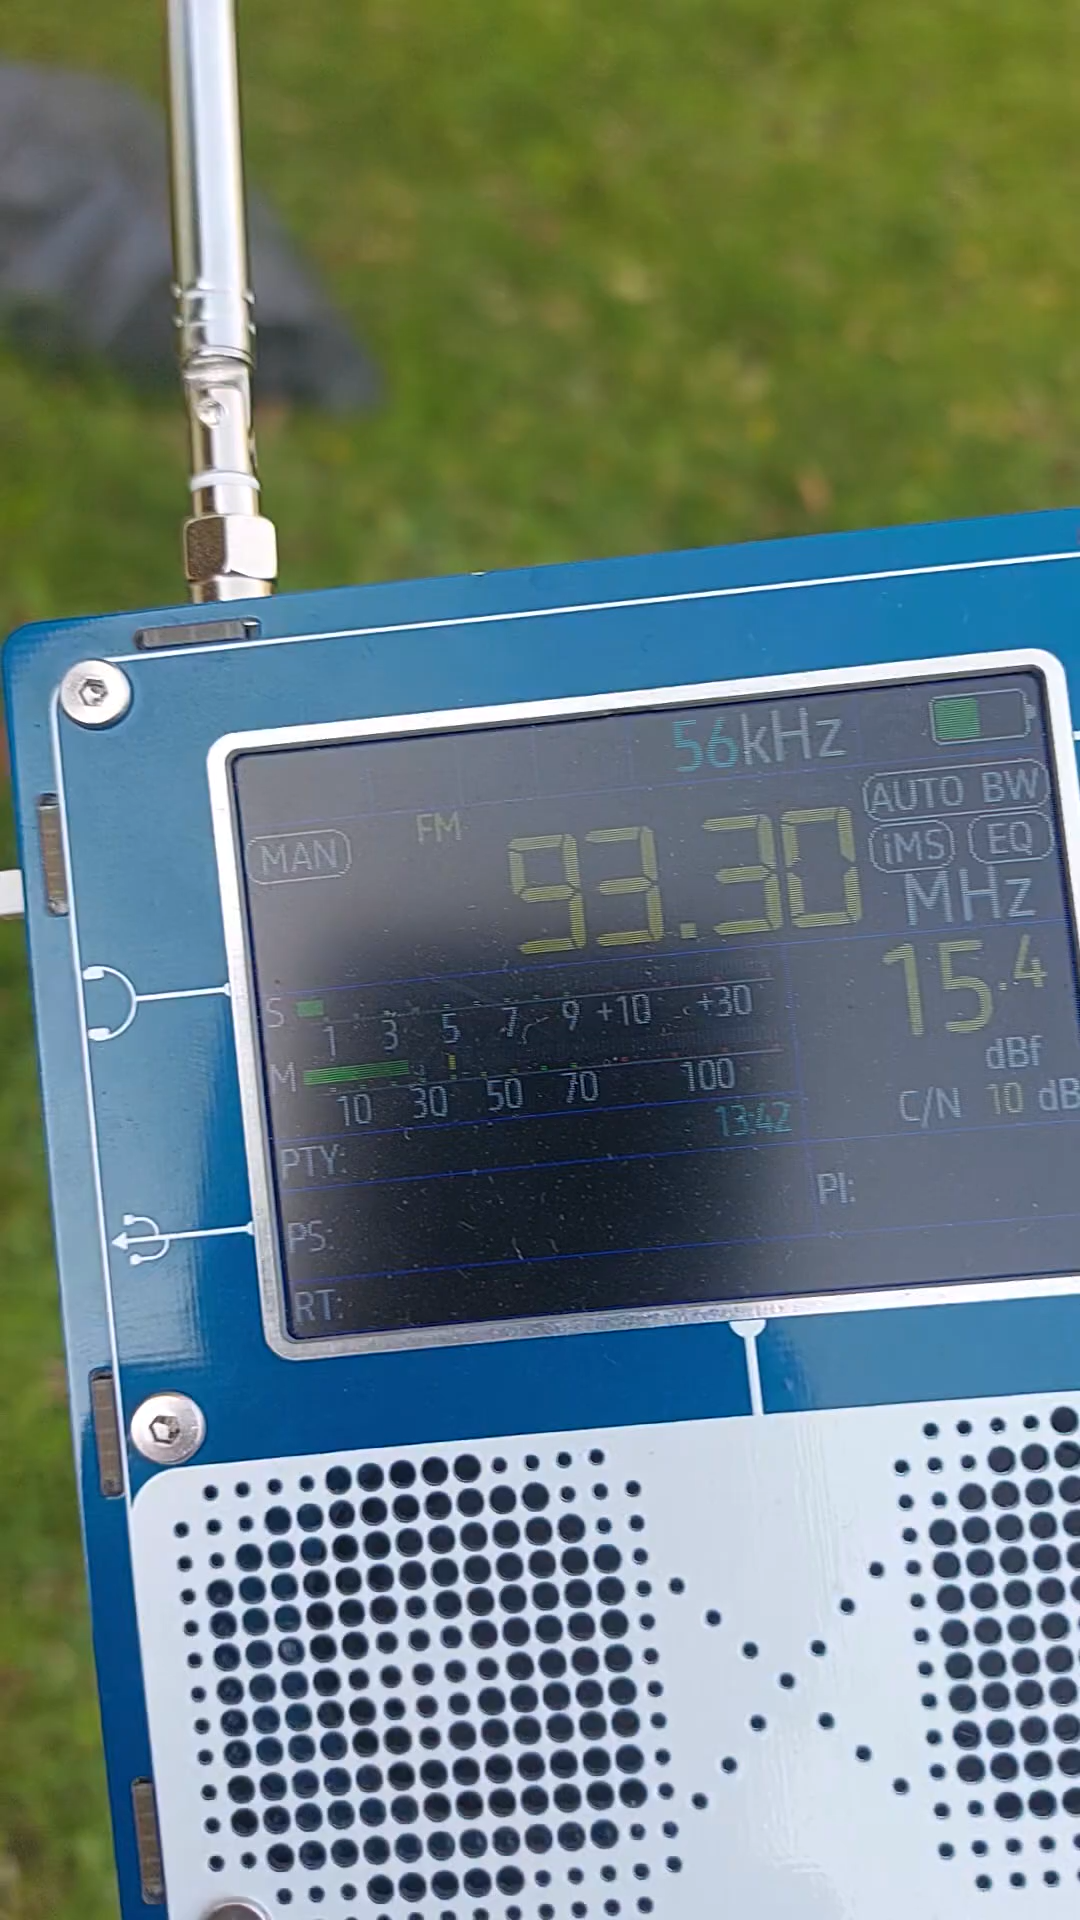 56kHz
AUTO BW
FM
MAN
93.30
iMS EQ
MHz
15.4
S
1 3 5 7 9 +10 +30
dBf
M
10 30 50 70 100
C/N 10 dB
13:42
PTY:
PI:
PS:
RT: